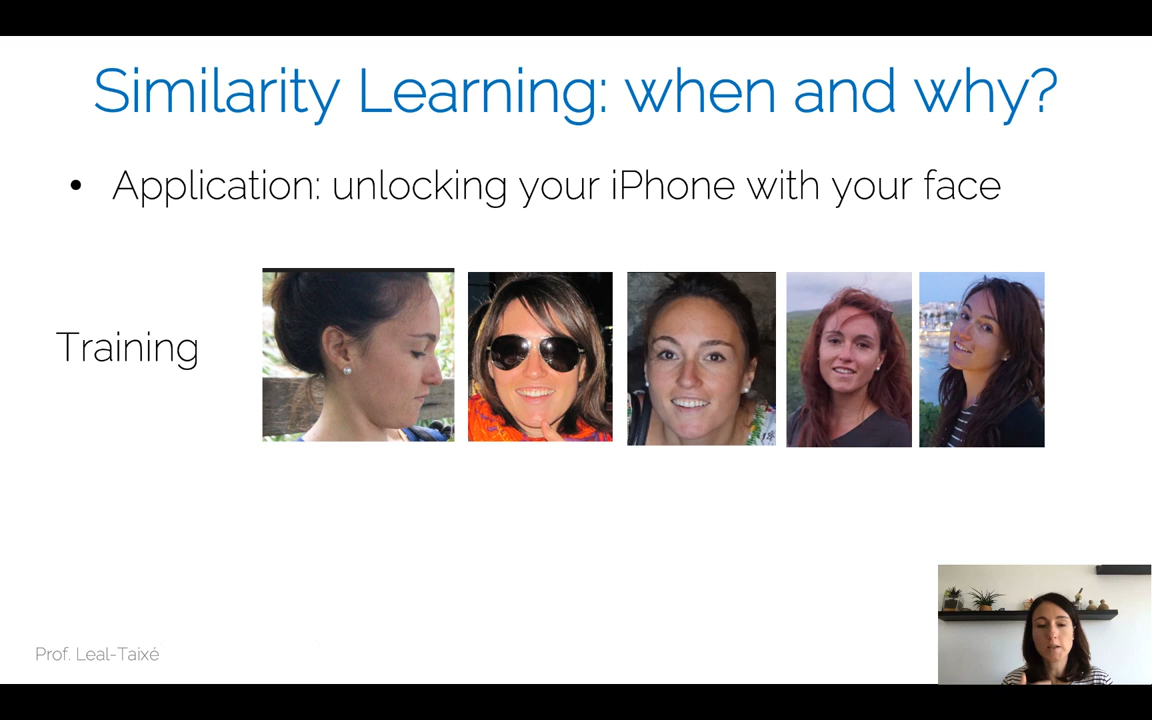 Similarity Learning: when and why?
• Application: unlocking your iPhone with your face
Training
Prof. Leal-Taixé